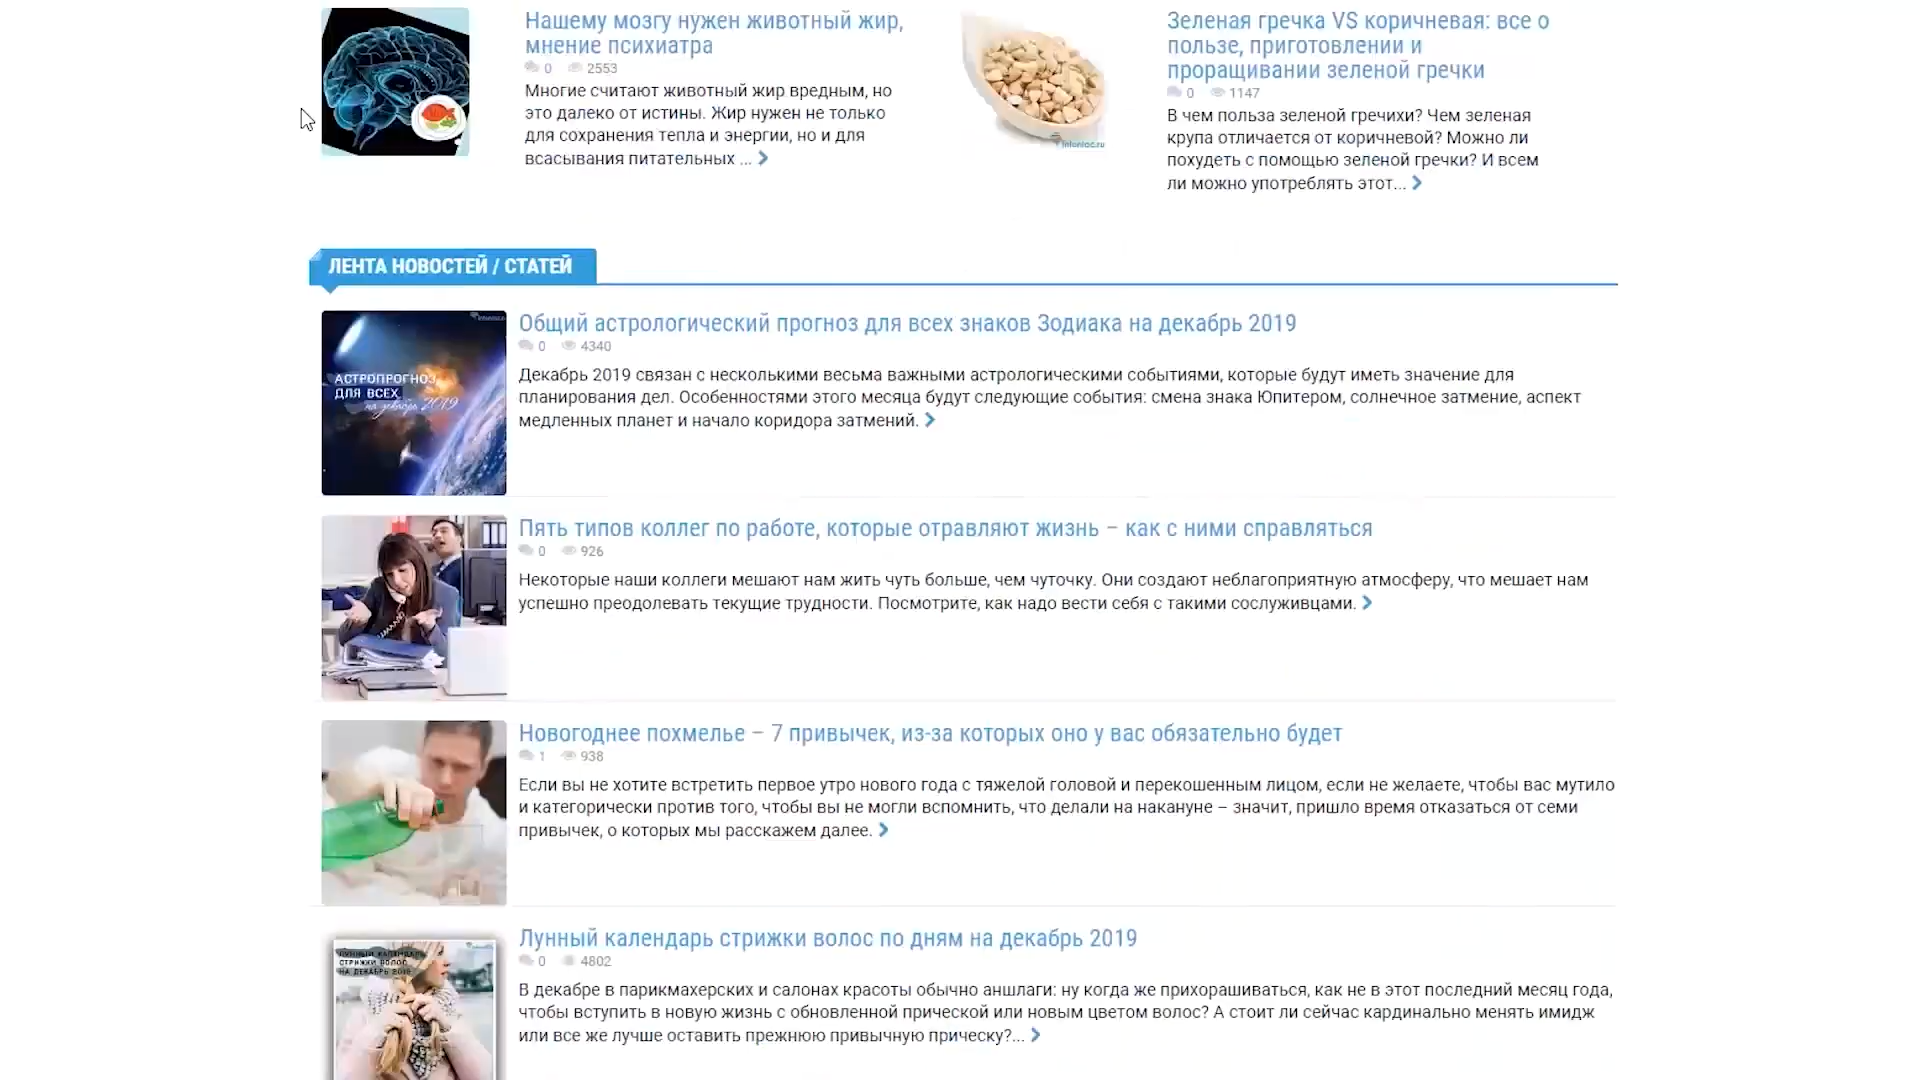 Нашему мозгу нужен животный жир,
мнение психиатра
0 2553
Многие считают животный жир вредным, но
это далеко от истины. Жир нужен не только
для сохранения тепла и энергии, но и для
всасывания питательных ...
infoniac.ru
Зеленая гречка VS коричневая: все о
пользе, приготовлении и
проращивании зеленой гречки
0 1147
В чем польза зеленой гречихи? Чем зеленая
крупа отличается от коричневой? Можно ли
похудеть с помощью зеленой гречки? И всем
ли можно употреблять этот...
ЛЕНТА НОВОСТЕЙ / СТАТЕЙ
АСТРОПРОГНОЗ
ДЛЯ ВСЕХ
на декабрь 2019
Общий астрологический прогноз для всех знаков Зодиака на декабрь 2019
0 4340
Декабрь 2019 связан с несколькими весьма важными астрологическими событиями, которые будут иметь значение для
планирования дел. Особенностями этого месяца будут следующие события: смена знака Юпитером, солнечное затмение, аспект
медленных планет и начало коридора затмений.
Пять типов коллег по работе, которые отравляют жизнь – как с ними справляться
0 926
Некоторые наши коллеги мешают нам жить чуть больше, чем чуточку. Они создают неблагоприятную атмосферу, что мешает нам
успешно преодолевать текущие трудности. Посмотрите, как надо вести себя с такими сослуживцами.
Новогоднее похмелье – 7 привычек, из-за которых оно у вас обязательно будет
1 938
Если вы не хотите встретить первое утро нового года с тяжелой головой и перекошенным лицом, если не желаете, чтобы вас мутило
и категорически против того, чтобы вы не могли вспомнить, что делали на накануне – значит, пришло время отказаться от семи
привычек, о которых мы расскажем далее.
ЛУННЫЙ КАЛЕНДАРЬ
СТРИЖКИ ВОЛОС
НА ДЕКАБРЬ 2019
Лунный календарь стрижки волос по дням на декабрь 2019
0 4802
В декабре в парикмахерских и салонах красоты обычно аншлаги: ну когда же прихорашиваться, как не в этот последний месяц года,
чтобы вступить в новую жизнь с обновленной прической или новым цветом волос? А стоит ли сейчас кардинально менять имидж
или все же лучше оставить прежнюю привычную прическу?...